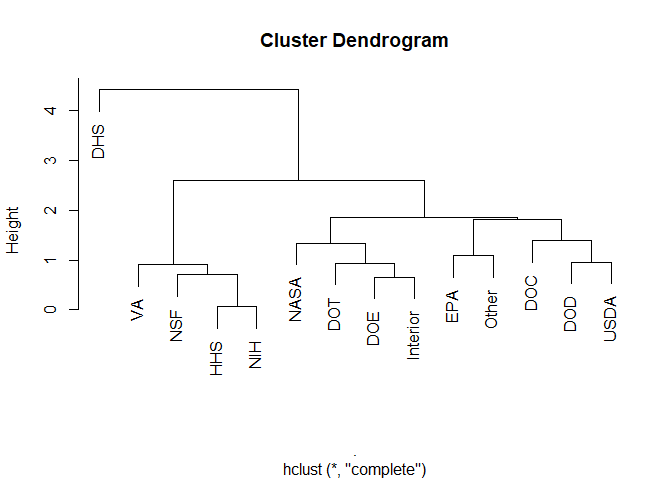 Cluster Dendrogram
Height
4
3
2
1
0
DHS
VA
NSF
HHS
NIH
NASA
DOT
DOE
Interior
EPA
Other
DOC
DOD
USDA
.
hclust (*, "complete")